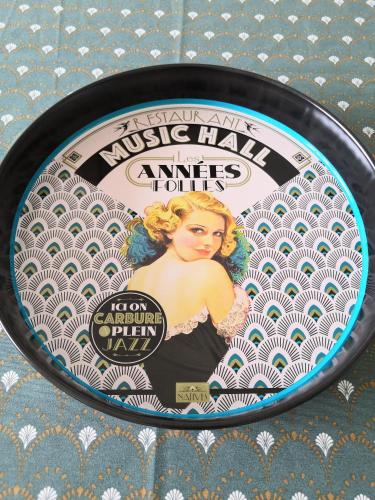 RESTAURANT
MUSIC HALL
Les
ANNÉES
FOLLES
ICI ON
CARBURE
PLEIN
JAZZ
NATIVES